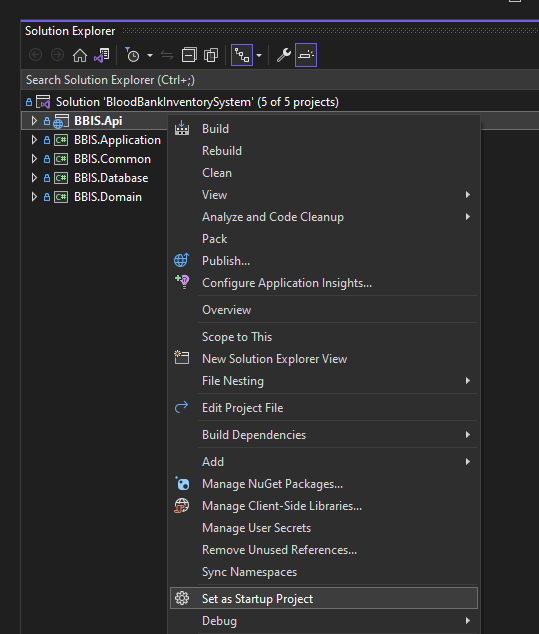 Solution Explorer
Search Solution Explorer (Ctrl+;)
Solution 'BloodBankInventorySystem' (5 of 5 projects)
BBIS.Api
BBIS.Application
BBIS.Common
BBIS.Database
BBIS.Domain
Build
Rebuild
Clean
View
Analyze and Code Cleanup
Pack
Publish...
Configure Application Insights...
Overview
Scope to This
New Solution Explorer View
File Nesting
Edit Project File
Build Dependencies
Add
Manage NuGet Packages...
Manage Client-Side Libraries...
Manage User Secrets
Remove Unused References...
Sync Namespaces
Set as Startup Project
Debug